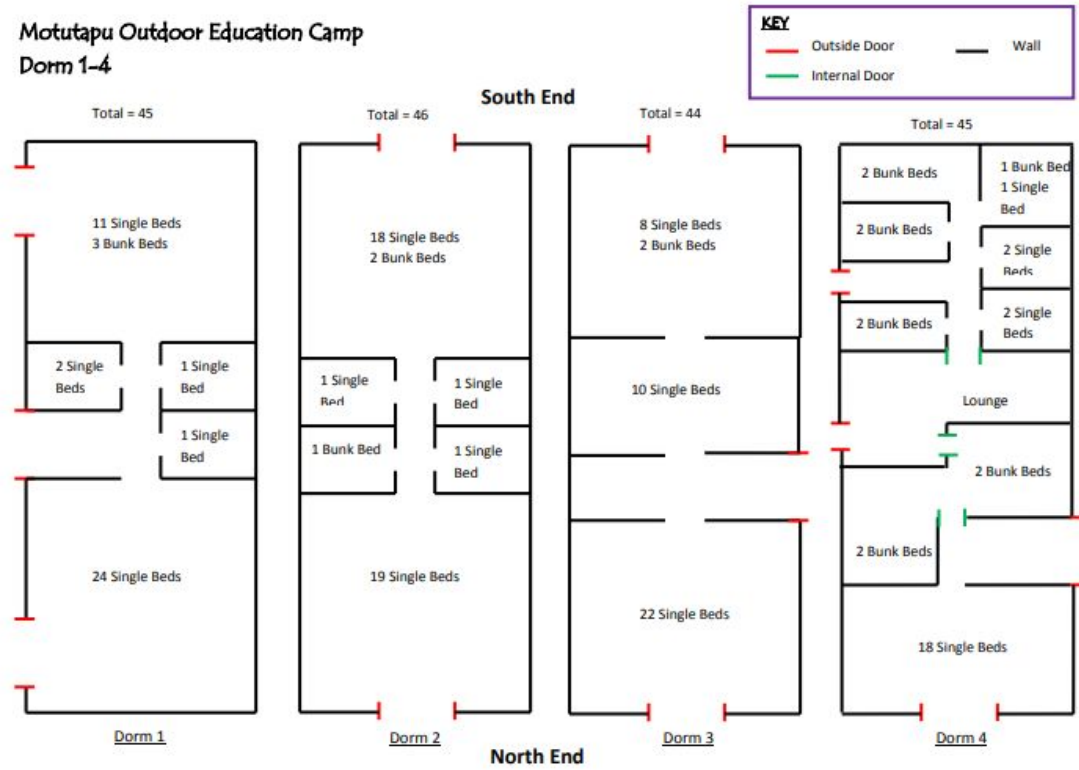 Motutapu Outdoor Education Camp
Dorm 1-4
KEY
Outside Door
Wall
Internal Door
South End
Total = 45
Total = 46
Total = 44
Total = 45
11 Single Beds
3 Bunk Beds
2 Single
Beds
1 Single
Bed
1 Single
Bed
24 Single Beds
Dorm 1
18 Single Beds
2 Bunk Beds
1 Single
Bed
1 Single
Bed
1 Bunk Bed
1 Single
Bed
19 Single Beds
Dorm 2
8 Single Beds
2 Bunk Beds
10 Single Beds
22 Single Beds
Dorm 3
2 Bunk Beds
1 Bunk Bed
1 Single
Bed
2 Bunk Beds
2 Single
Beds
2 Bunk Beds
2 Single
Beds
Lounge
2 Bunk Beds
2 Bunk Beds
18 Single Beds
Dorm 4
North End